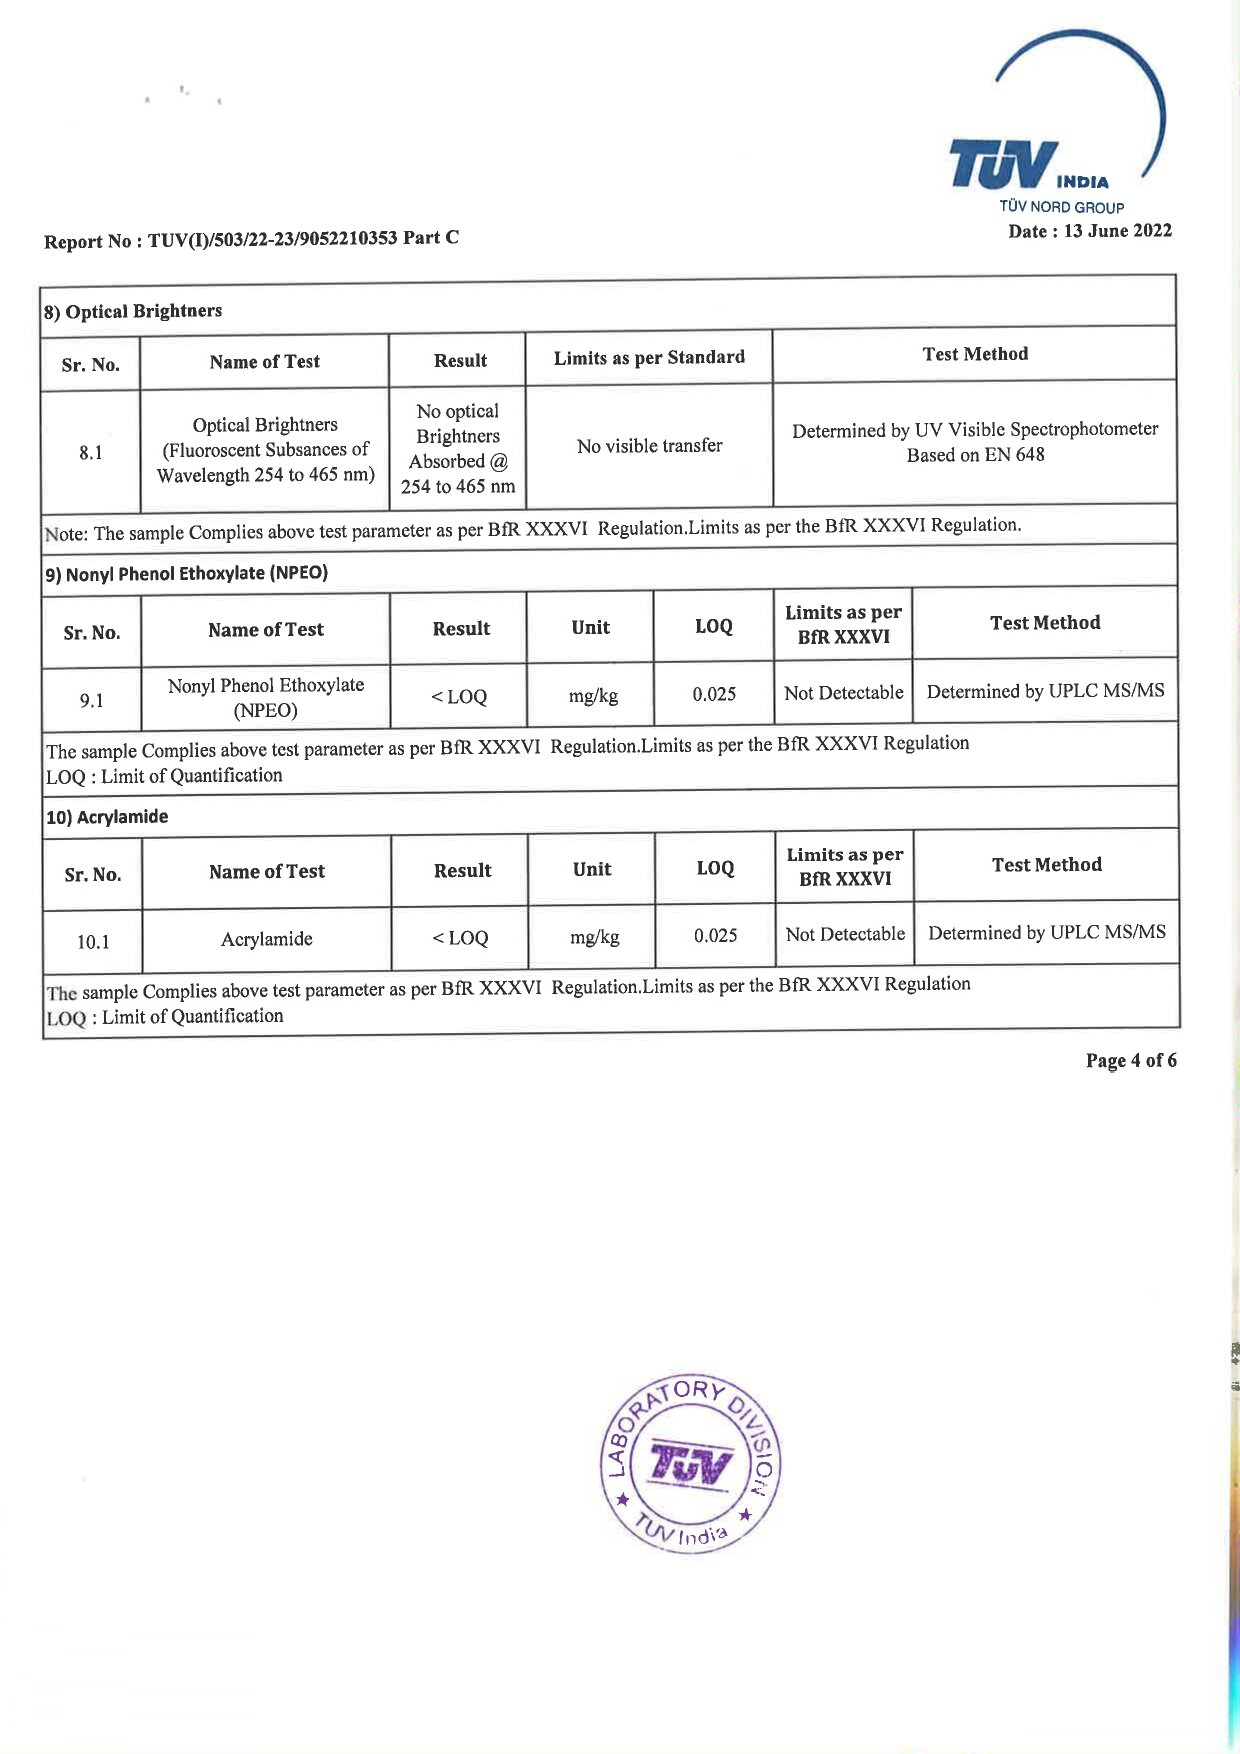 TÜV INDIA
TÜV NORD GROUP
Report No : TUV(I)/503/22-23/9052210353 Part C
Date : 13 June 2022
8) Optical Brightners
Sr. No. Name of Test Result Limits as per Standard Test Method
8.1
Optical Brightners
(Fluoroscent Subsances of
Wavelength 254 to 465 nm)
No optical
Brightners
Absorbed @
254 to 465 nm
No visible transfer
Determined by UV Visible Spectrophotometer
Based on EN 648
Note: The sample Complies above test parameter as per BfR XXXVI Regulation.Limits as per the BfR XXXVI Regulation.
9) Nonyl Phenol Ethoxylate (NPEO)
Sr. No. Name of Test Result Unit LOQ
Limits as per
BfR XXXVI
Test Method
9.1
Nonyl Phenol Ethoxylate
(NPEO)
< LOQ mg/kg 0.025 Not Detectable Determined by UPLC MS/MS
The sample Complies above test parameter as per BfR XXXVI Regulation.Limits as per the BfR XXXVI Regulation
LOQ : Limit of Quantification
10) Acrylamide
Sr. No. Name of Test Result Unit LOQ
Limits as per
BfR XXXVI
Test Method
10.1 Acrylamide < LOQ mg/kg 0.025 Not Detectable Determined by UPLC MS/MS
The sample Complies above test parameter as per BfR XXXVI Regulation.Limits as per the BfR XXXVI Regulation
LOQ : Limit of Quantification
Page 4 of 6
LABORATORY DIVISION
TÜV
TUV India